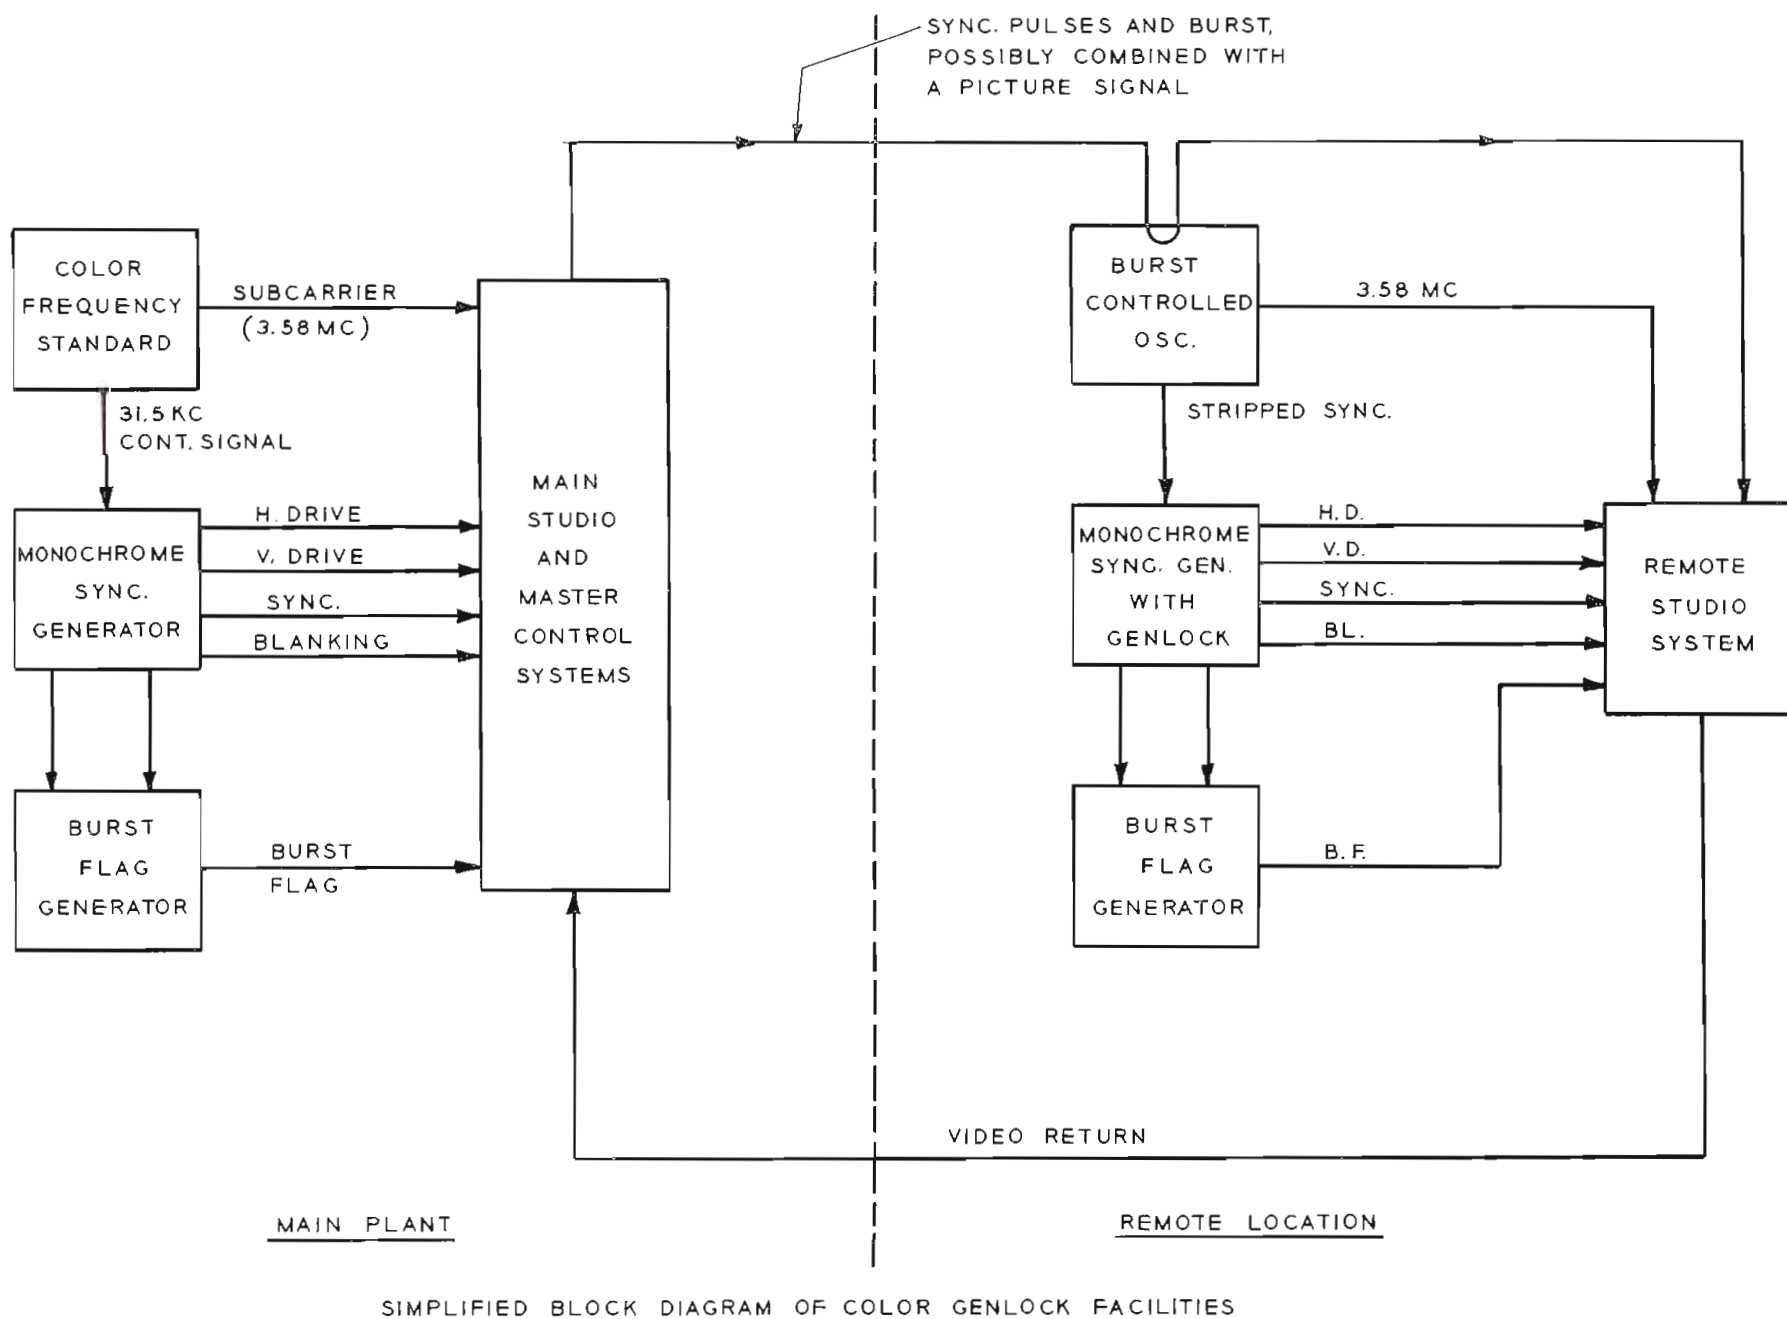 SYNC. PULSES AND BURST,
POSSIBLY COMBINED WITH
A PICTURE SIGNAL
COLOR
FREQUENCY
STANDARD
SUBCARRIER
(3.58 MC)
31.5 KC
CONT. SIGNAL
MONOCHROME
SYNC.
GENERATOR
H. DRIVE
V. DRIVE
SYNC.
BLANKING
BURST
FLAG
GENERATOR
BURST
FLAG
MAIN
STUDIO
AND
MASTER
CONTROL
SYSTEMS
BURST
CONTROLLED
OSC.
3.58 MC
STRIPPED SYNC.
MONOCHROME
SYNC. GEN.
WITH
GENLOCK
H.D.
V.D.
SYNC.
BL.
REMOTE
STUDIO
SYSTEM
BURST
FLAG
GENERATOR
B.F.
VIDEO RETURN
MAIN PLANT
REMOTE LOCATION
SIMPLIFIED BLOCK DIAGRAM OF COLOR GENLOCK FACILITIES